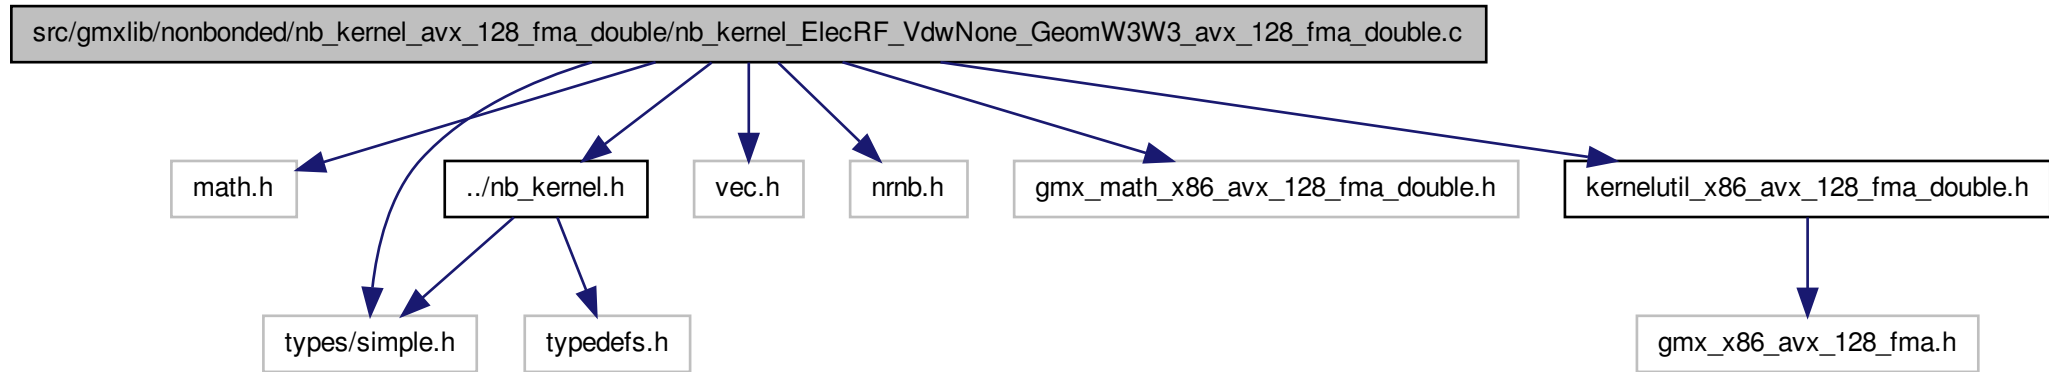 src/gmxlib/nonbonded/nb_kernel_avx_128_fma_double/nb_kernel_ElecRF_VdwNone_GeomW3W3_avx_128_fma_double.c
math.h
../nb_kernel.h
vec.h
nrnb.h
gmx_math_x86_avx_128_fma_double.h
kernelutil_x86_avx_128_fma_double.h
types/simple.h
typedefs.h
gmx_x86_avx_128_fma.h